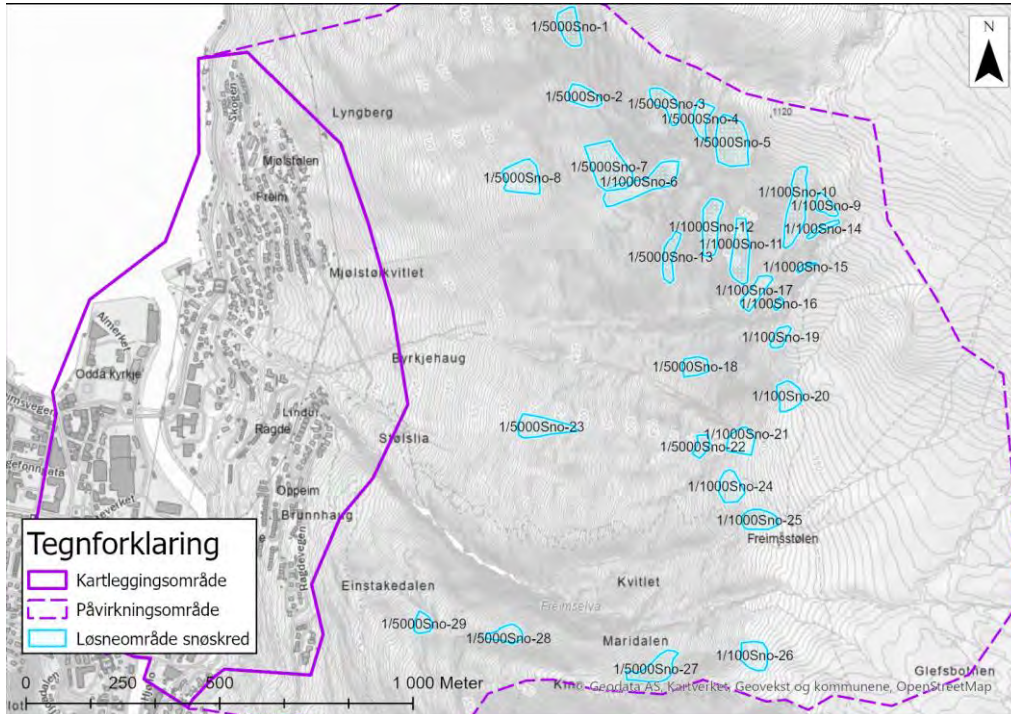 1/5000Sno-1
N
Skogen
1/5000Sno-2
1/5000Sno-3
Lyngberg
1/5000Sno-4
1120
1/5000Sno-5
Mjølstølen
1/5000Sno-7
1/5000Sno-8
1/1000Sno-6
Freim
1/100Sno-10
1/100Sno-9
1/1000Sno-12
1/100Sno-14
1/1000Sno-11
1/5000Sno-13
1/1000Sno-15
Mjølstølkvitlet
1/100Sno-17
1/100Sno-16
Almerket
1/100Sno-19
Byrkjehaug
1/5000Sno-18
Odda kyrkje
1/100Sno-20
Lindur
1/5000Sno-23
Ragde
1/1000Sno-21
Stølslia
1/5000Sno-22
Oppeim
1/1000Sno-24
Brunnhaug
1/1000Sno-25
Freimsstølen
Ragdevegen
Tegnforklaring
Kartleggingsområde
Påvirkningsområde
Løsneområde snøskred
Einstakedalen
Kvitlet
Freimselva
1/5000Sno-29
1/5000Sno-28
Maridalen
1/100Sno-26
1/5000Sno-27
Glefsbotnen
0 250 500 1 000 Meter
Geodata AS, Kartverket, Geovekst og kommunene, OpenStreetMap